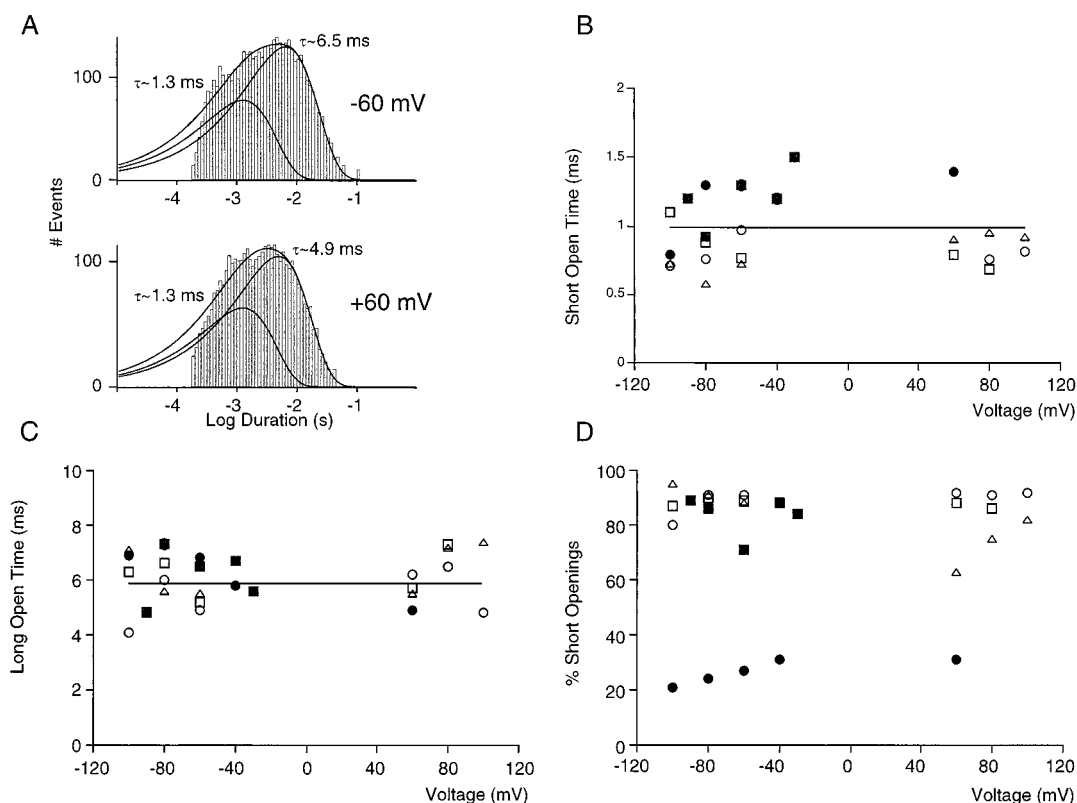 A
100
0
τ~1.3 ms
τ~6.5 ms
-60 mV
-4
-3
-2
-1
# Events
100
0
τ~1.3 ms
τ~4.9 ms
+60 mV
-4
-3
-2
-1
Log Duration (s)
B
Short Open Time (ms)
2
1.5
1
0.5
0
-120
-80
-40
0
40
80
120
Voltage (mV)
C
Long Open Time (ms)
10
8
6
4
2
0
-120
-80
-40
0
40
80
120
Voltage (mV)
D
% Short Openings
100
80
60
40
20
0
-120
-80
-40
0
40
80
120
Voltage (mV)